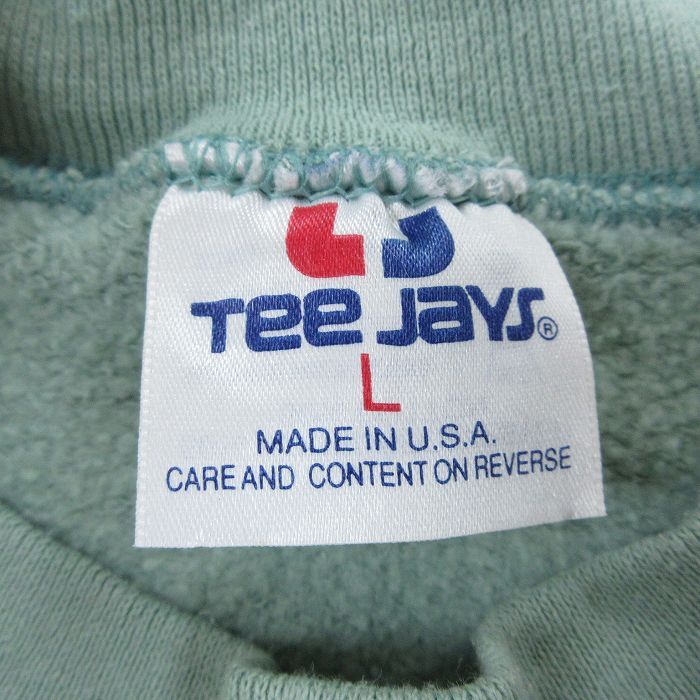 Tee Jays®
L
MADE IN U.S.A.
CARE AND CONTENT ON REVERSE